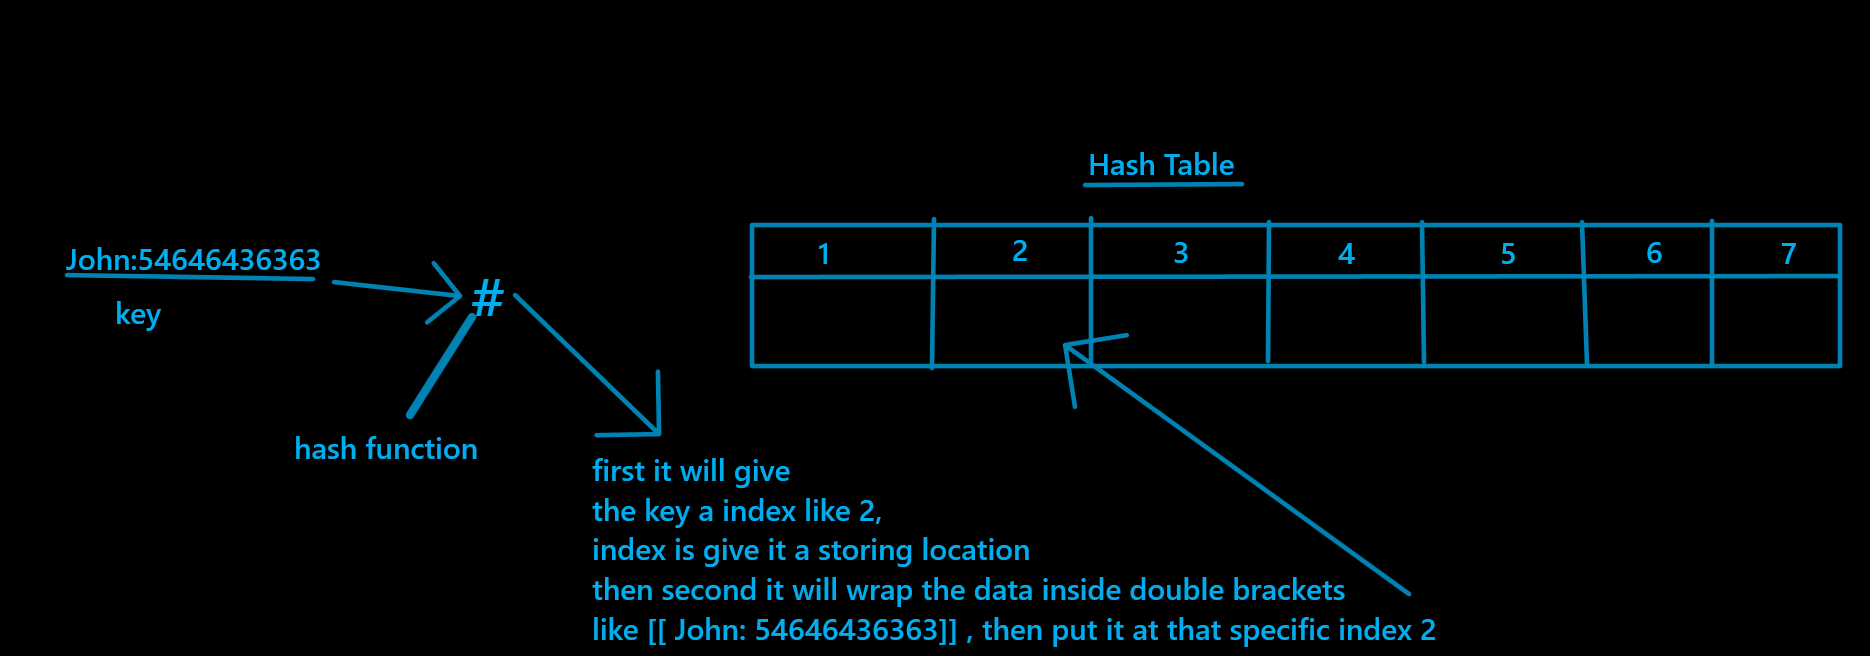 Hash Table
1 2 3 4 5 6 7
John:54646436363
key
#
hash function
first it will give
the key a index like 2,
index is give it a storing location
then second it will wrap the data inside double brackets
like [[ John: 54646436363]] , then put it at that specific index 2